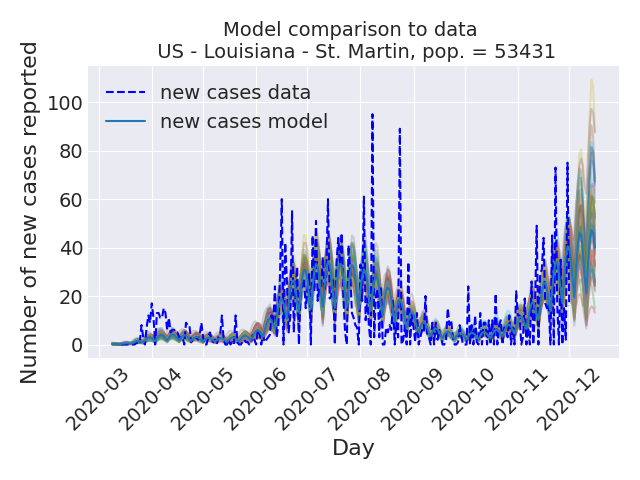 Model comparison to data
US - Louisiana - St. Martin, pop. = 53431
Number of new cases reported
new cases data
new cases model
100
80
60
40
20
0
2020-03
2020-04
2020-05
2020-06
2020-07
2020-08
2020-09
2020-10
2020-11
2020-12
Day